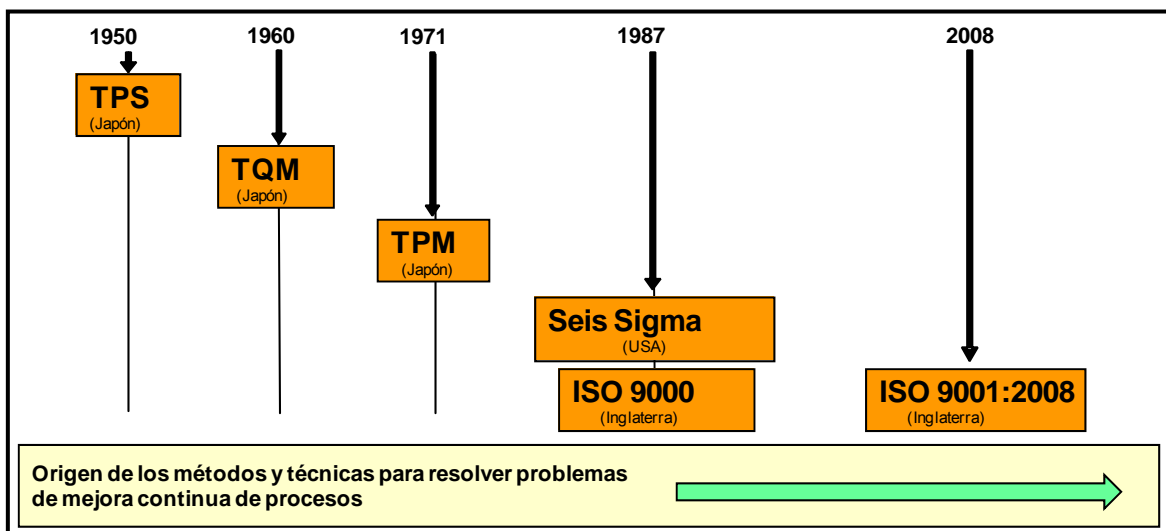 1950
1960
1971
1987
2008
TPS
(Japón)
TQM
(Japón)
TPM
(Japón)
Seis Sigma
(USA)
ISO 9000
(Inglaterra)
ISO 9001:2008
(Inglaterra)
Origen de los métodos y técnicas para resolver problemas
de mejora continua de procesos